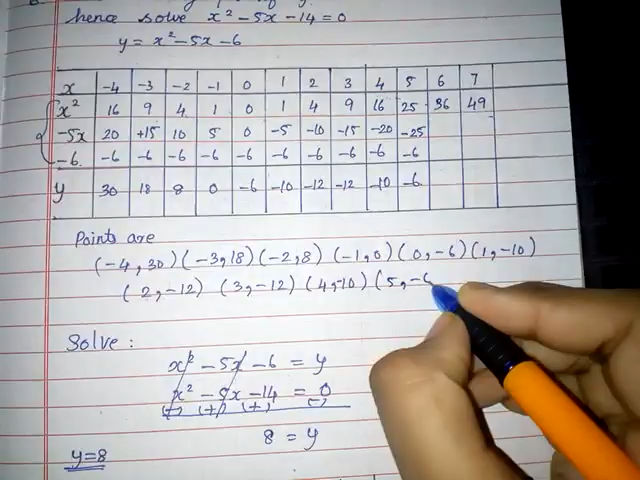 hence solve x² - 5x - 14 = 0
y = x² - 5x - 6
x -4 -3 -2 -1 0 1 2 3 4 5 6 7
x² 16 9 4 1 0 1 4 9 16 25 36 49
-5x 20 +15 10 5 0 -5 -10 -15 -20 -25
-6 -6 -6 -6 -6 -6 -6 -6 -6 -6 -6
y 30 18 8 0 -6 -10 -12 -12 -10 -6
Points are
(-4, 30) (-3, 18) (-2, 8) (-1, 0) (0, -6) (1, -10)
(2, -12) (3, -12) (4, -10) (5, -6
Solve :
x² - 5x - 6 = y
x² - 5x - 14 = 0
(-) (+) (+) (-)
8 = y
y = 8